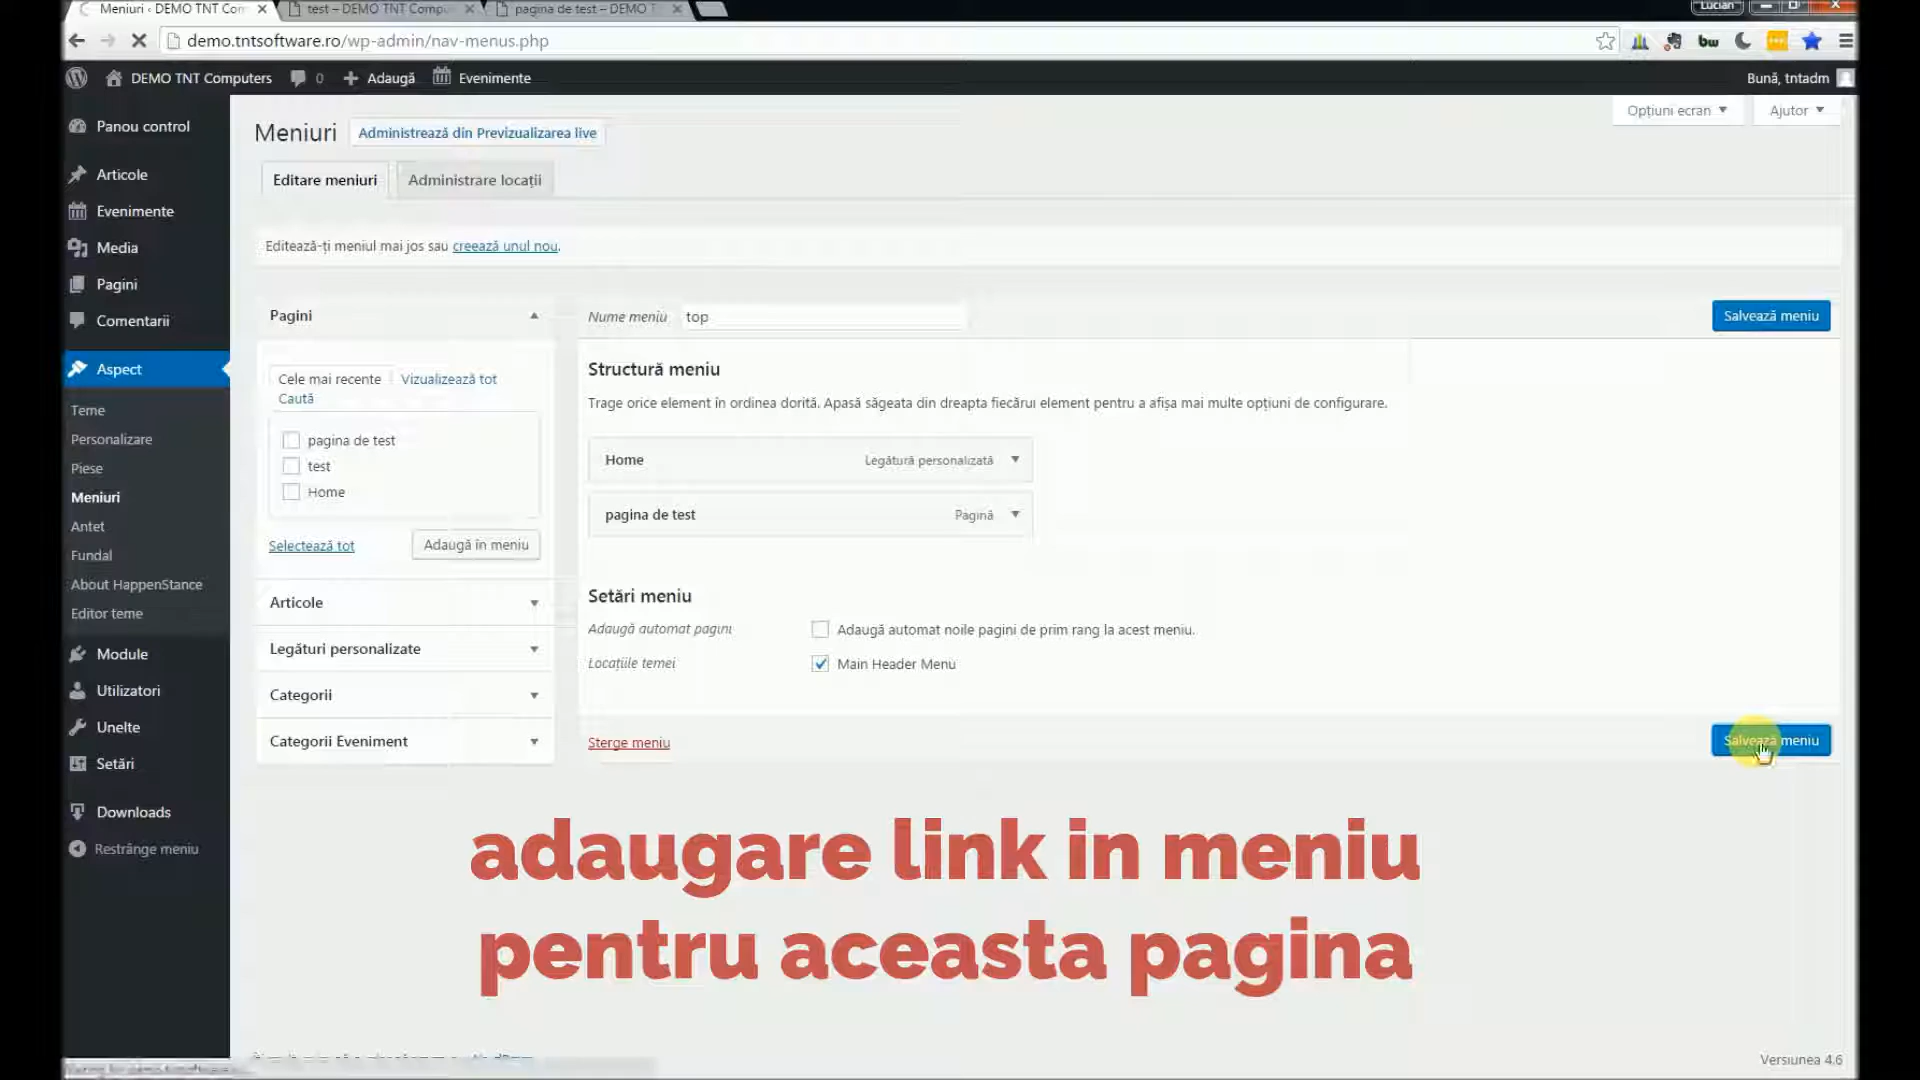 Meniuri ‹ DEMO TNT Com
test – DEMO TNT Compu
pagina de test – DEMO T
Lucian
demo.tntsoftware.ro/wp-admin/nav-menus.php
bw
DEMO TNT Computers
0
Adaugă
Evenimente
Bună, tntadm
Panou control
Articole
Evenimente
Media
Pagini
Comentarii
Aspect
Teme
Personalizare
Piese
Meniuri
Antet
Fundal
About HappenStance
Editor teme
Module
Utilizatori
Unelte
Setări
Downloads
Restrânge meniu
Opțiuni ecran
Ajutor
Meniuri
Administrează din Previzualizarea live
Editare meniuri
Administrare locații
Editează-ți meniul mai jos sau creează unul nou.
Pagini
Cele mai recente
Vizualizează tot
Caută
pagina de test
test
Home
Selectează tot
Adaugă în meniu
Articole
Legături personalizate
Categorii
Categorii Eveniment
Nume meniu
top
Salvează meniu
Structură meniu
Trage orice element în ordinea dorită. Apasă săgeata din dreapta fiecărui element pentru a afișa mai multe opțiuni de configurare.
Home
Legătură personalizată
pagina de test
Pagină
Setări meniu
Adaugă automat pagini
Adaugă automat noile pagini de prim rang la acest meniu.
Locațiile temei
Main Header Menu
Șterge meniu
Salvează meniu
adaugare link in meniu
pentru aceasta pagina
Versiunea 4.6